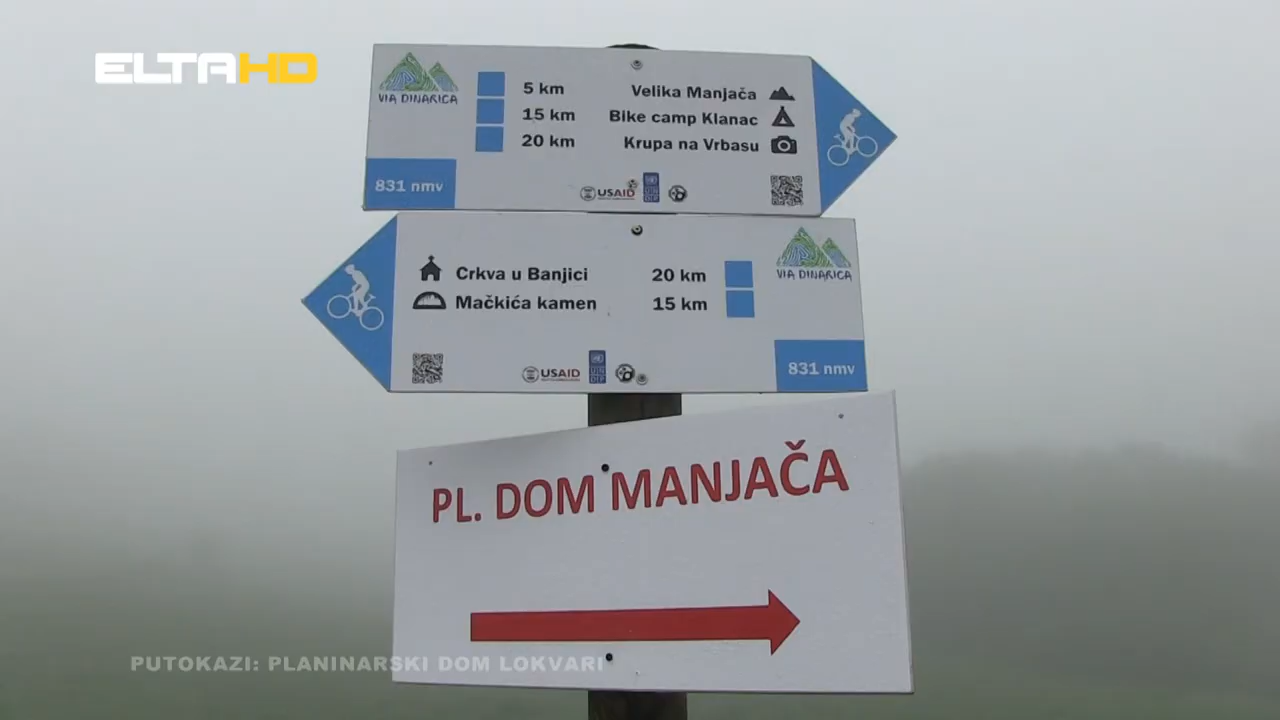 ELTAHD
VIA DINARICA
5 km Velika Manjača
15 km Bike camp Klanac
20 km Krupa na Vrbasu
831 nmv
USAID
Crkva u Banjici 20 km
Mačkića kamen 15 km
VIA DINARICA
USAID
831 nmv
PL. DOM MANJAČA
PUTOKAZI: PLANINARSKI DOM LOKVARI